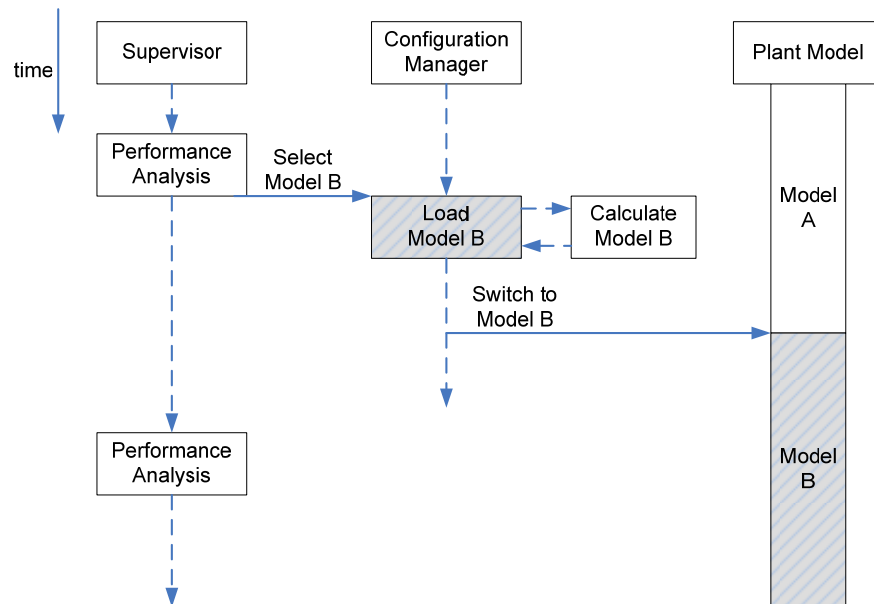 time
Supervisor
Configuration
Manager
Plant Model
Performance
Analysis
Select
Model B
Load
Model B
Calculate
Model B
Model
A
Switch to
Model B
Performance
Analysis
Model
B